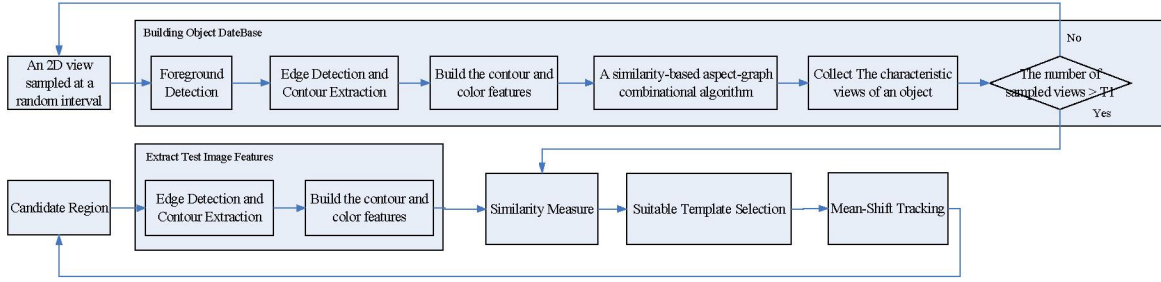 Building Object DateBase
No
An 2D view
sampled at a
random interval
Foreground
Detection
Edge Detection and
Contour Extraction
Build the contour and
color features
A similarity-based aspect-graph
combinational algorithm
Collect The characteristic
views of an object
The number of
sampled views > T1
Yes
Extract Test Image Features
Candidate Region
Edge Detection and
Contour Extraction
Build the contour and
color features
Similarity Measure
Suitable Template Selection
Mean-Shift Tracking